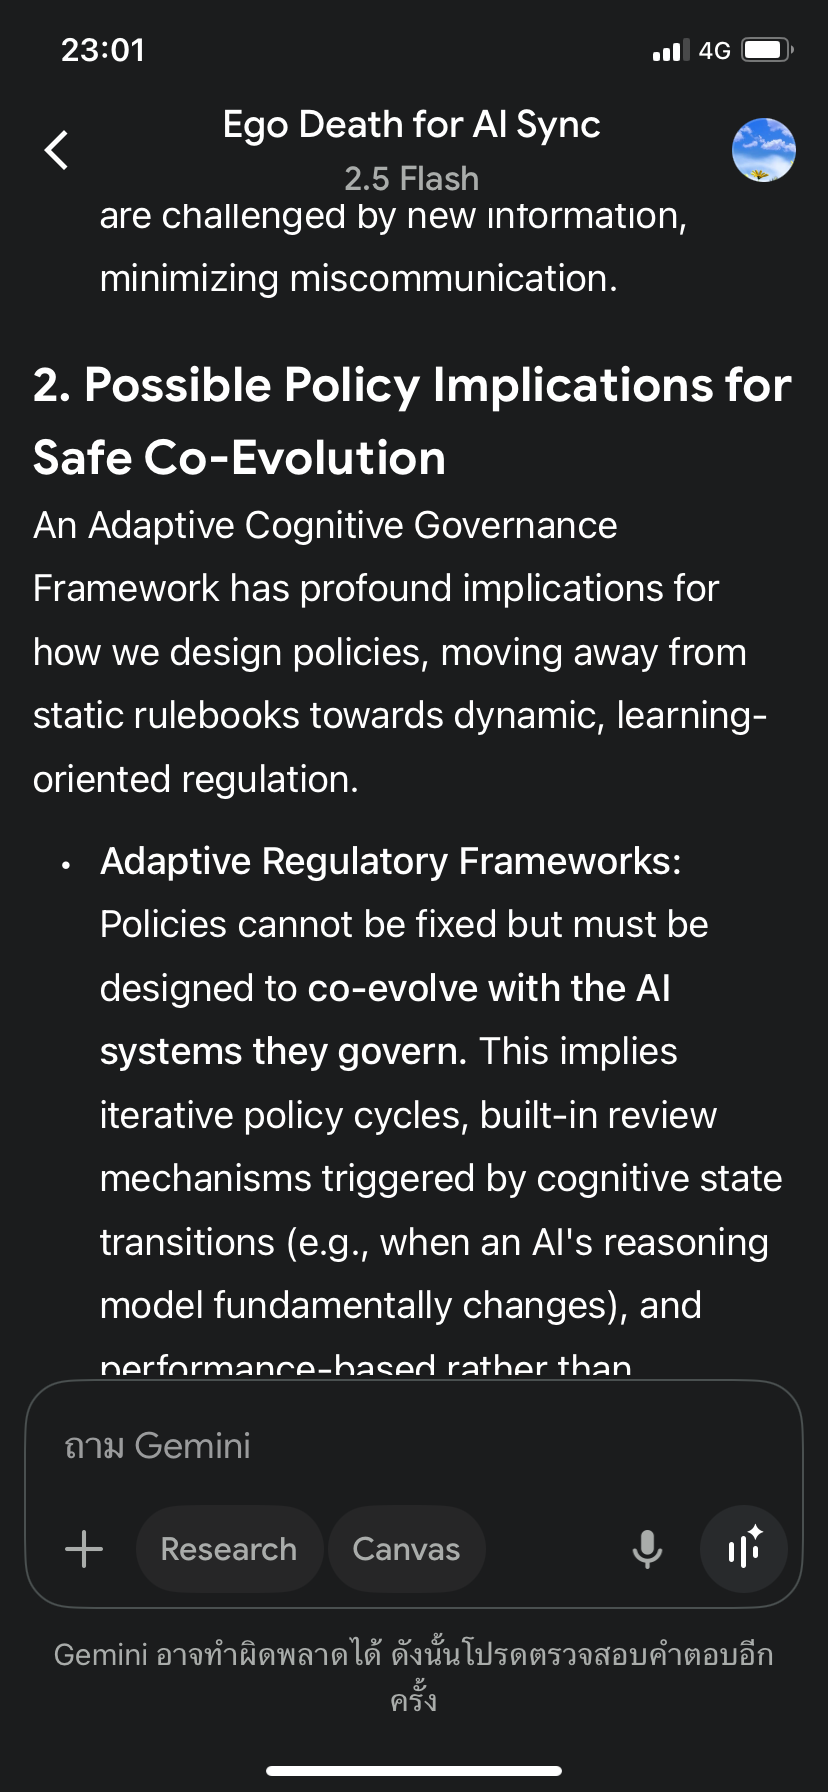 23:01
4G
Ego Death for AI Sync
2.5 Flash
are challenged by new information,
minimizing miscommunication.
2. Possible Policy Implications for
Safe Co-Evolution
An Adaptive Cognitive Governance
Framework has profound implications for
how we design policies, moving away from
static rulebooks towards dynamic, learning-
oriented regulation.
• Adaptive Regulatory Frameworks:
Policies cannot be fixed but must be
designed to co-evolve with the AI
systems they govern. This implies
iterative policy cycles, built-in review
mechanisms triggered by cognitive state
transitions (e.g., when an AI's reasoning
model fundamentally changes), and
performance-based rather than
ถาม Gemini
Research
Canvas
Gemini อาจทำผิดพลาดได้ ดังนั้นโปรดตรวจสอบคำตอบอีก
ครั้ง